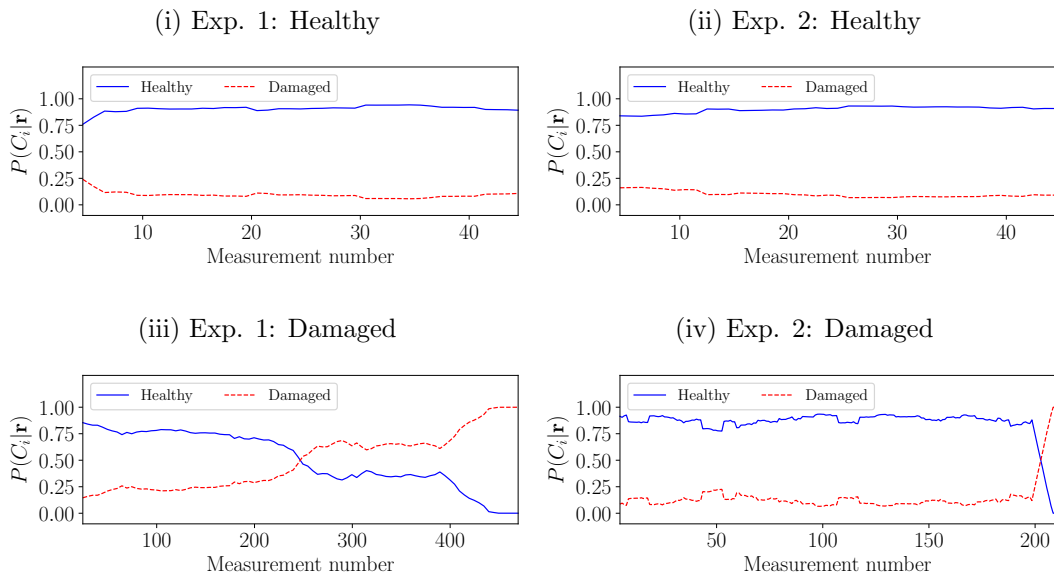 (i) Exp. 1: Healthy
(ii) Exp. 2: Healthy
Healthy Damaged
Healthy Damaged
1.00
0.75
0.50
0.25
0.00
P(C_i|r)
10 20 30 40
Measurement number
1.00
0.75
0.50
0.25
0.00
P(C_i|r)
10 20 30 40
Measurement number
(iii) Exp. 1: Damaged
(iv) Exp. 2: Damaged
Healthy Damaged
Healthy Damaged
1.00
0.75
0.50
0.25
0.00
P(C_i|r)
100 200 300 400
Measurement number
1.00
0.75
0.50
0.25
0.00
P(C_i|r)
50 100 150 200
Measurement number